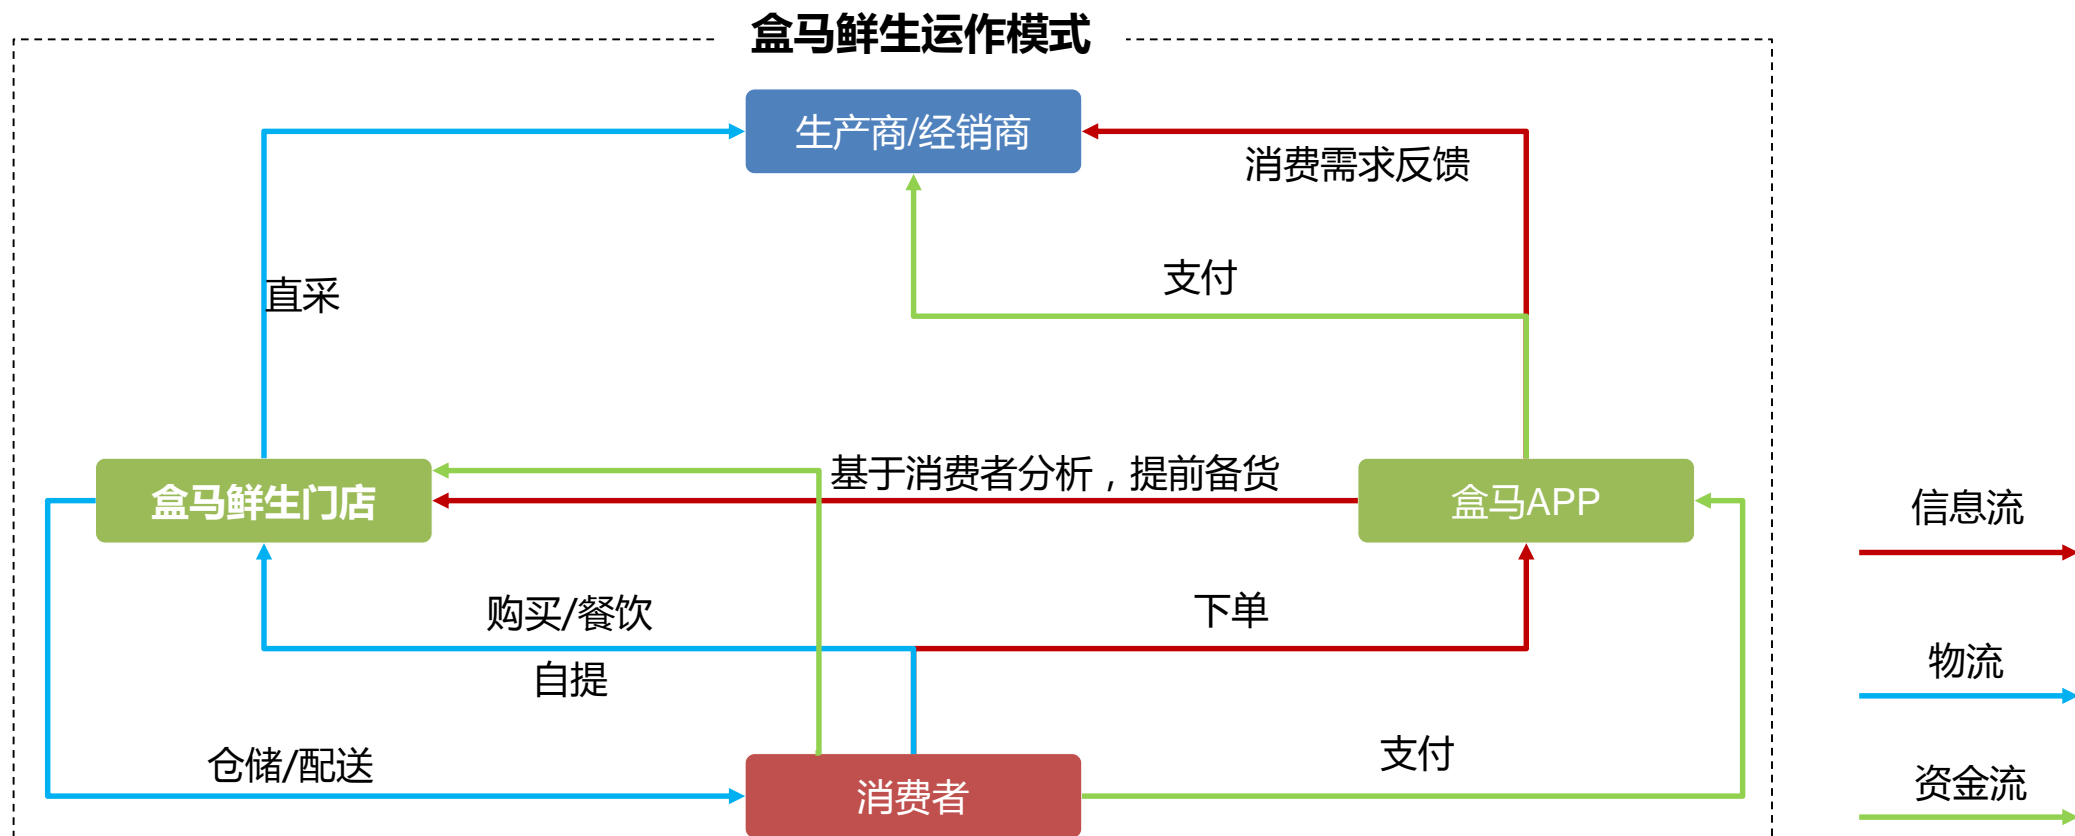 盒马鲜生运作模式
生产商/经销商
消费需求反馈
支付
直采
基于消费者分析，提前备货
盒马鲜生门店
盒马APP
信息流
购买/餐饮
下单
自提
物流
仓储/配送
支付
消费者
资金流